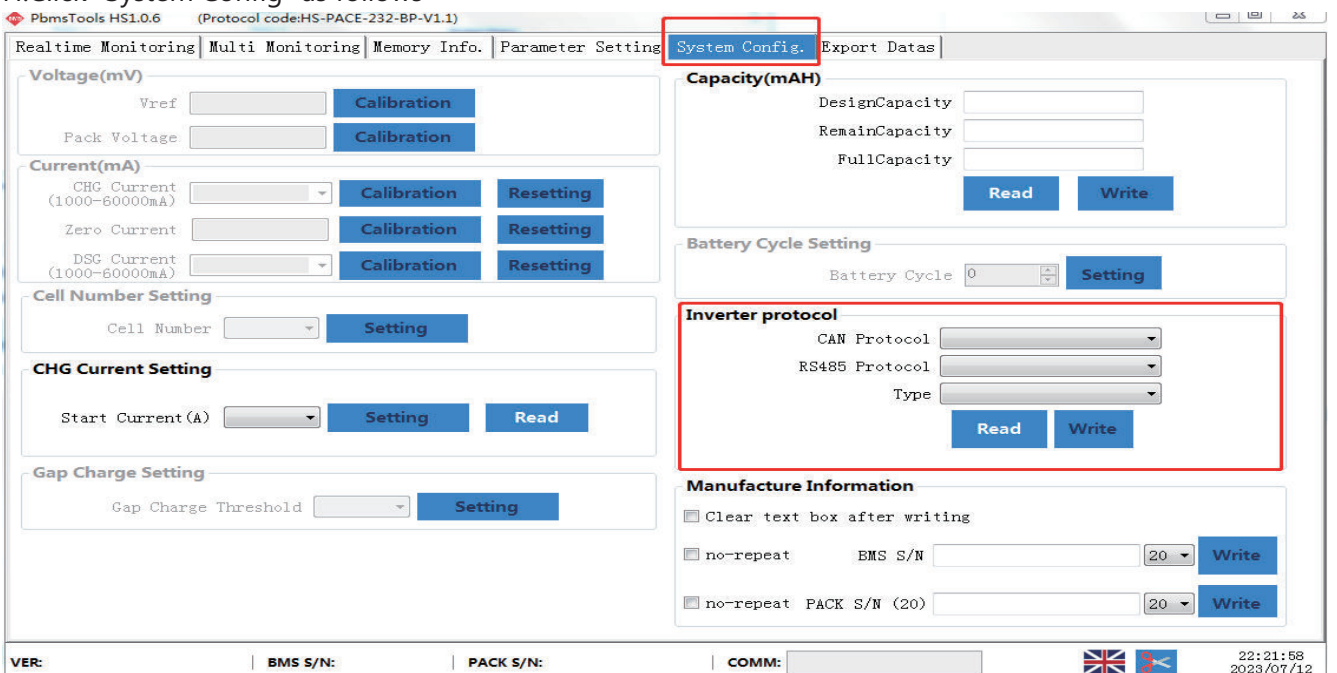 PbmsTools HS1.0.6 (Protocol code:HS-PACE-232-BP-V1.1)
Realtime Monitoring Multi Monitoring Memory Info. Parameter Setting System Config. Export Datas
Voltage(mV)
Vref Calibration
Pack Voltage Calibration
Current(mA)
CHG Current
(1000-60000mA) Calibration Resetting
Zero Current Calibration Resetting
DSG Current
(1000-60000mA) Calibration Resetting
Cell Number Setting
Cell Number Setting
CHG Current Setting
Start Current(A) Setting Read
Gap Charge Setting
Gap Charge Threshold Setting
Capacity(mAH)
DesignCapacity
RemainCapacity
FullCapacity
Read Write
Battery Cycle Setting
Battery Cycle 0 Setting
Inverter protocol
CAN Protocol
RS485 Protocol
Type
Read Write
Manufacture Information
Clear text box after writing
no-repeat BMS S/N 20 Write
no-repeat PACK S/N (20) 20 Write
VER: BMS S/N: PACK S/N: COMM: 22:21:58
2023/07/12